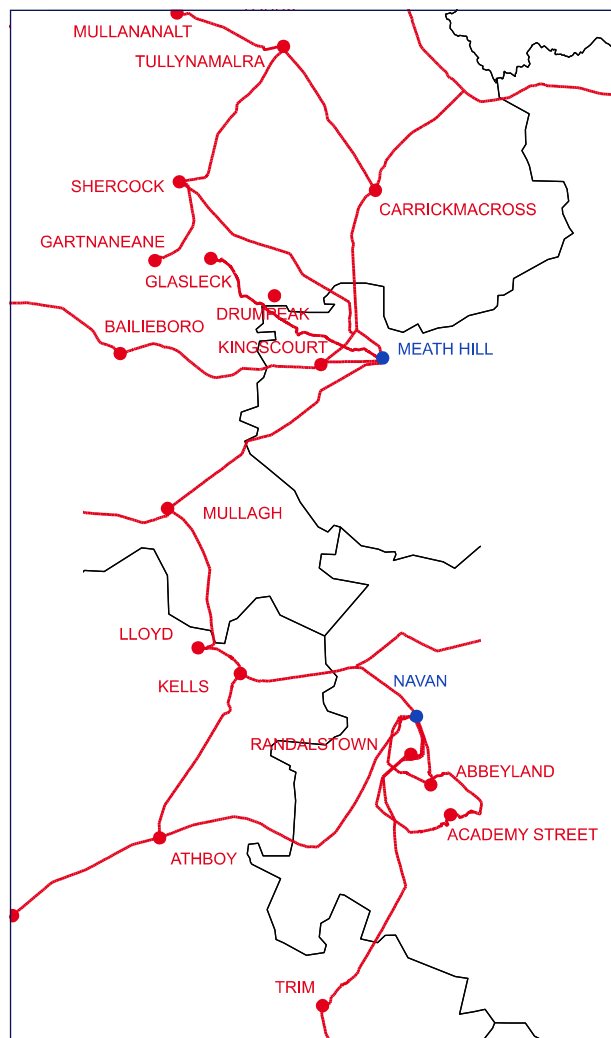 MULLANANALT
TULLYNAMALRA
SHERCOCK
CARRICKMACROSS
GARTNANEANE
GLASLECK
DRUMPEAK
BAILIEBORO
KINGSCOURT
MEATH HILL
MULLAGH
LLOYD
KELLS
NAVAN
RANDALSTOWN
ABBEYLAND
ACADEMY STREET
ATHBOY
TRIM